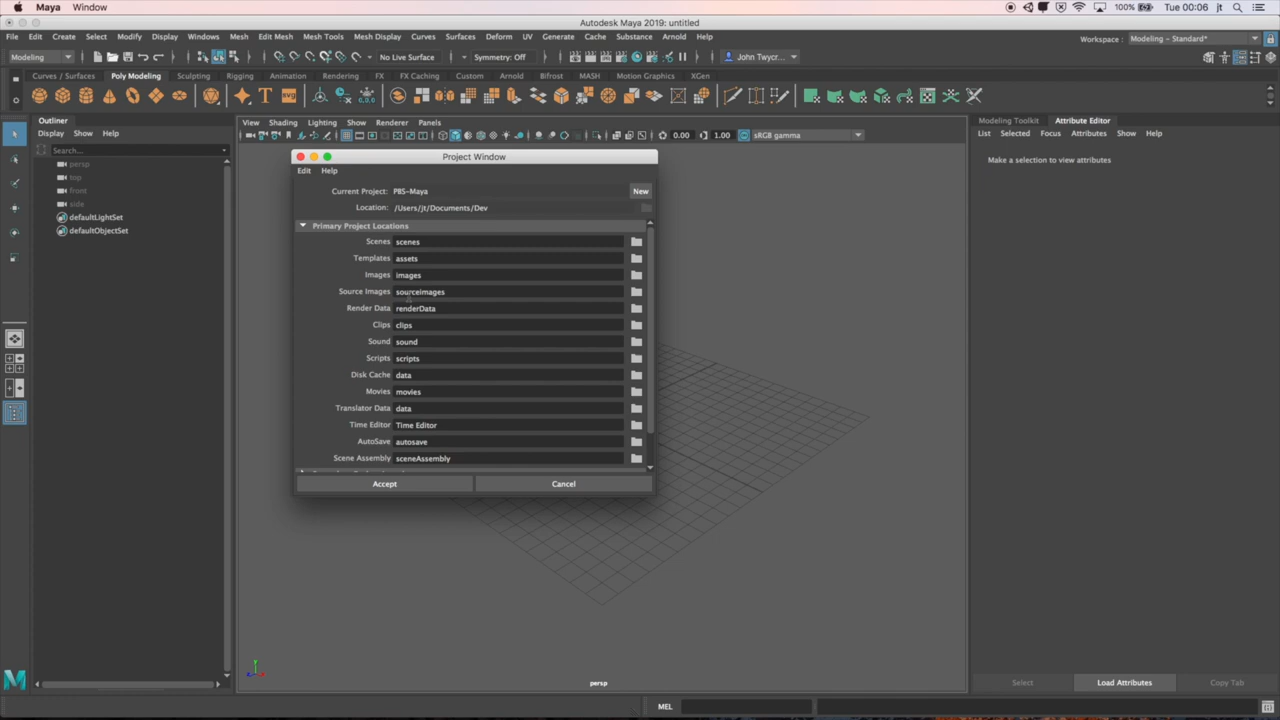 Maya Window 100% Tue 00:06 jt
Autodesk Maya 2019: untitled
File Edit Create Select Modify Display Windows Mesh Edit Mesh Mesh Tools Mesh Display Curves Surfaces Deform UV Generate Cache Substance Arnold Help Workspace : Modeling - Standard*
Modeling No Live Surface Symmetry: Off John Twycr...
Curves / Surfaces Poly Modeling Sculpting Rigging Animation Rendering FX FX Caching Custom Arnold Bifrost MASH Motion Graphics XGen
Outliner
Display Show Help
Search...
persp
top
front
side
defaultLightSet
defaultObjectSet
View Shading Lighting Show Renderer Panels
0.00 1.00 sRGB gamma
Project Window
Edit Help
Current Project: PBS-Maya New
Location: /Users/jt/Documents/Dev
Primary Project Locations
Scenes scenes
Templates assets
Images images
Source Images sourceimages
Render Data renderData
Clips clips
Sound sound
Scripts scripts
Disk Cache data
Movies movies
Translator Data data
Time Editor Time Editor
AutoSave autosave
Scene Assembly sceneAssembly
Accept Cancel
persp
Modeling Toolkit Attribute Editor
List Selected Focus Attributes Show Help
Make a selection to view attributes
Select Load Attributes Copy Tab
MEL